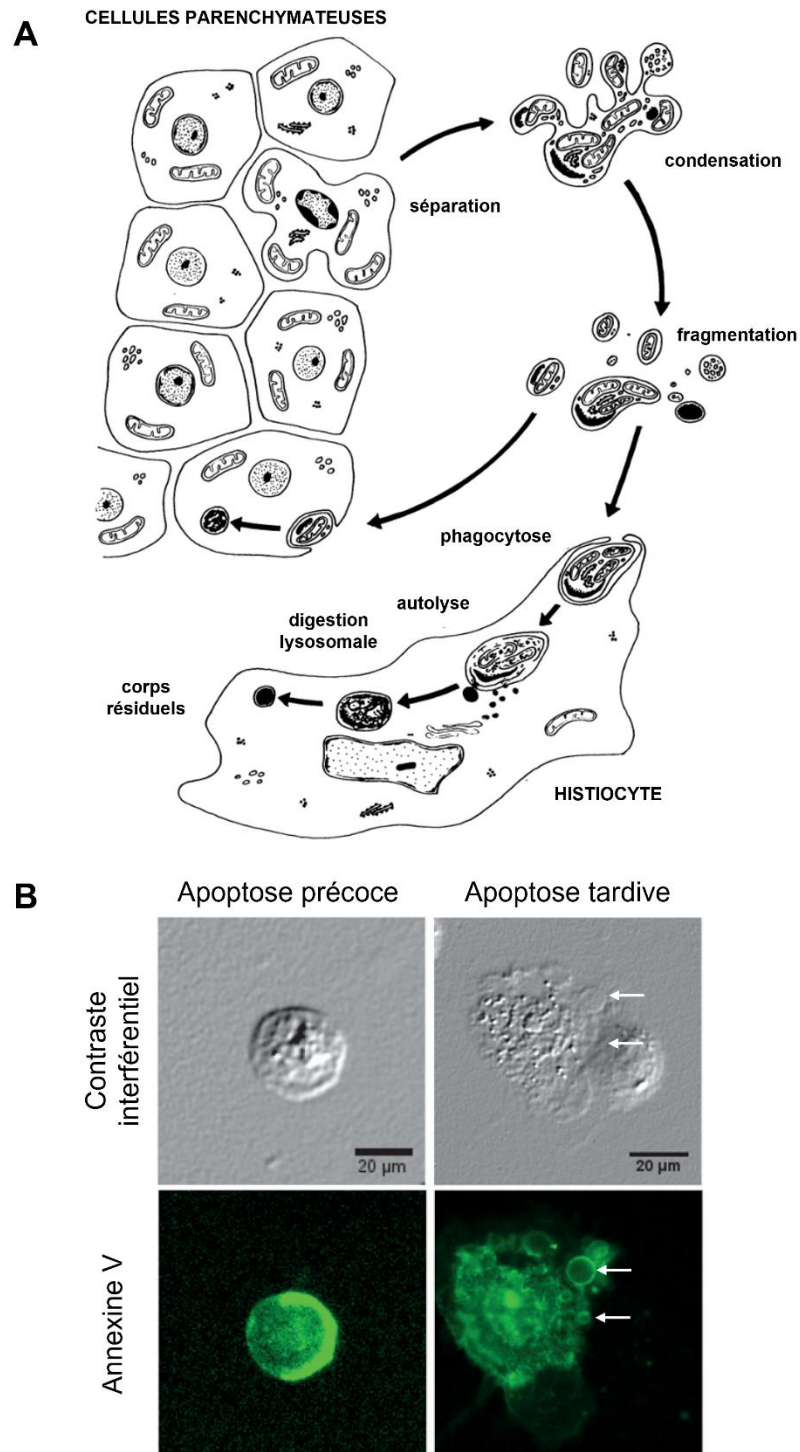 A
CELLULES PARENCHYMATEUSES
condensation
séparation
fragmentation
phagocytose
autolyse
digestion
lysosomale
corps
résiduels
HISTIOCYTE
B
Apoptose précoce
Apoptose tardive
Contraste
interférentiel
20 µm
20 µm
Annexine V